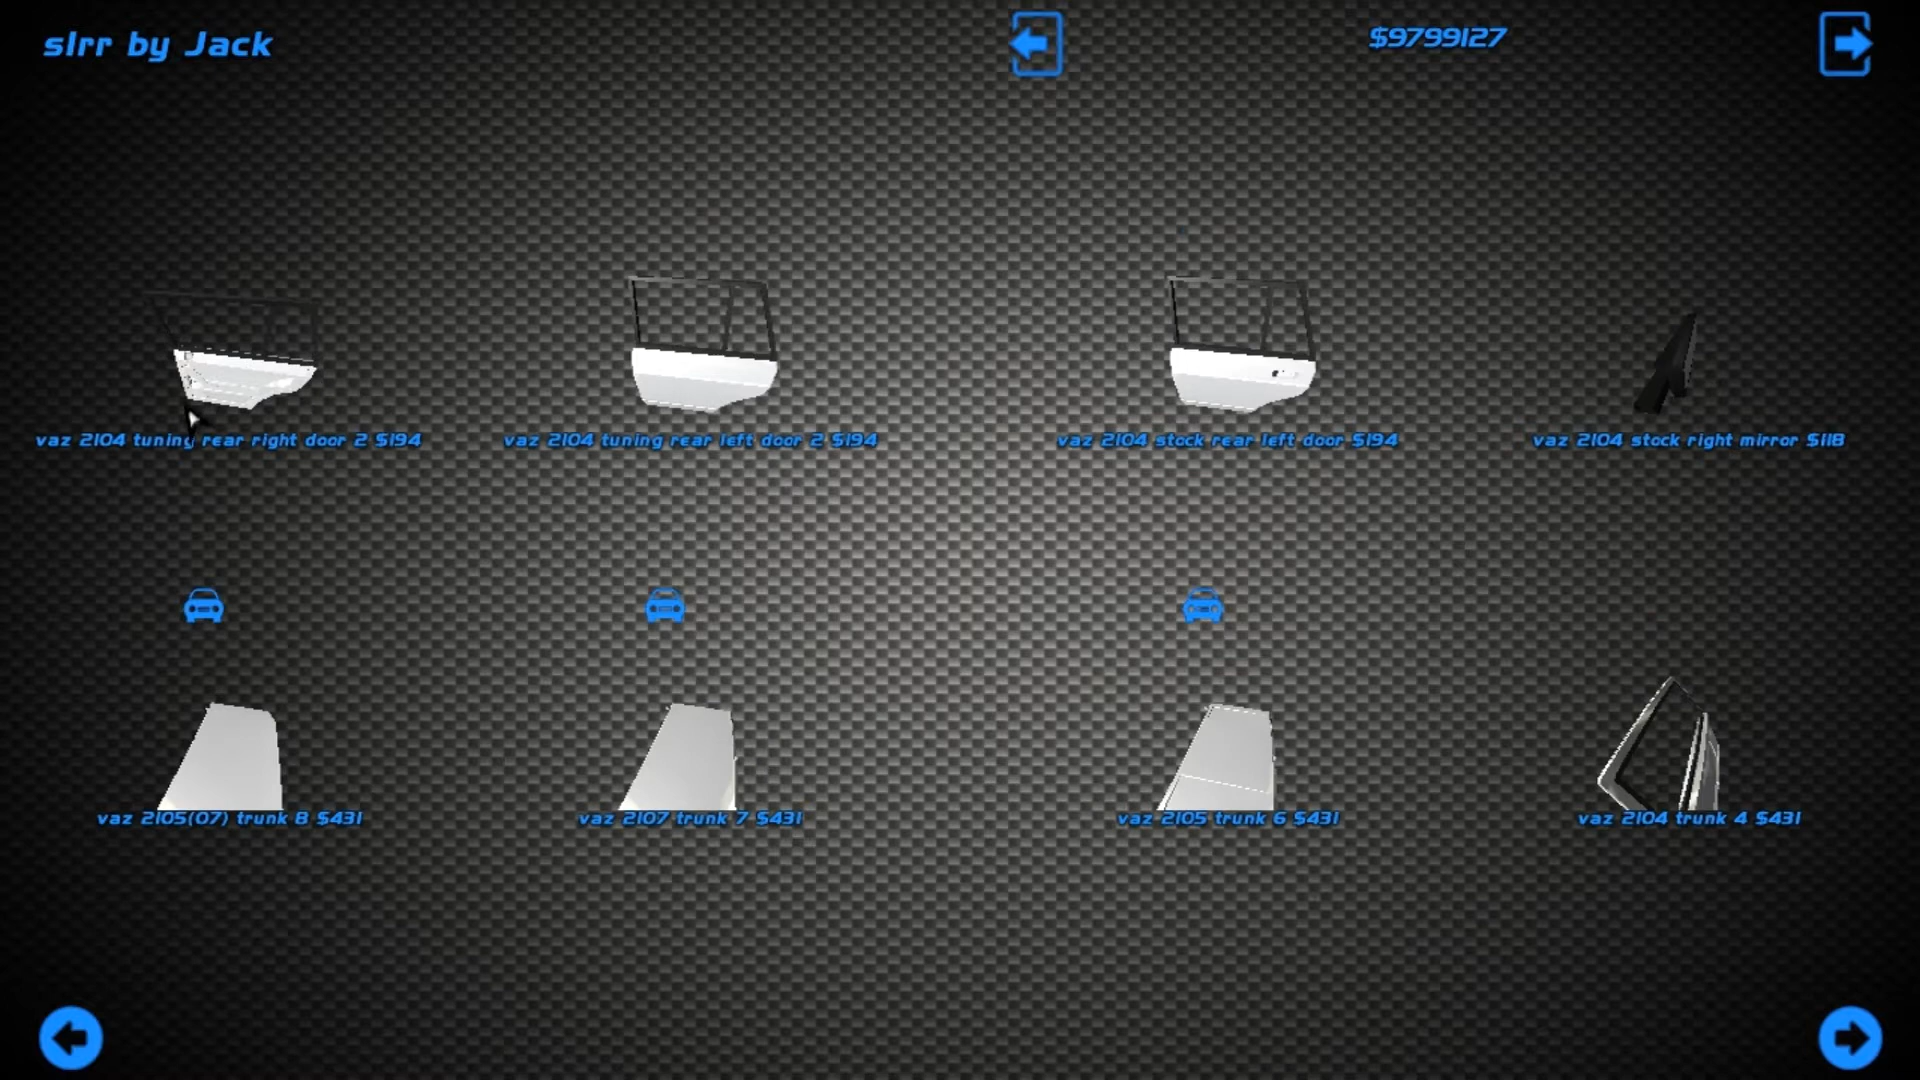 slrr by Jack
$9799127
vaz 2104 tuning rear right door 2 $194
vaz 2104 tuning rear left door 2 $194
vaz 2104 stock rear left door $194
vaz 2104 stock right mirror $118
vaz 2105(07) trunk 8 $431
vaz 2107 trunk 7 $431
vaz 2105 trunk 6 $431
vaz 2104 trunk 4 $431